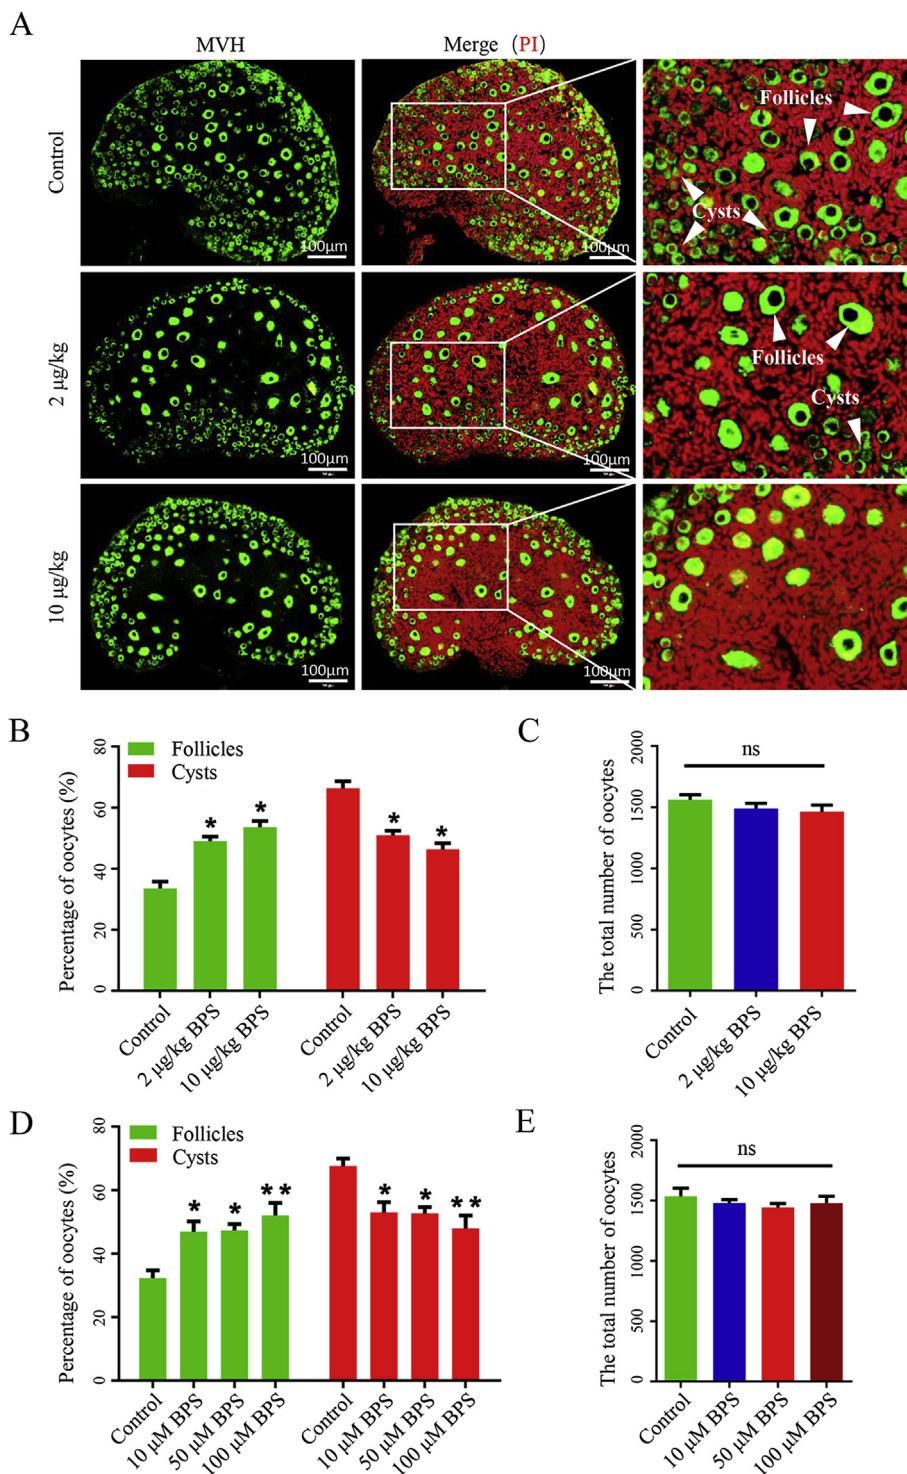 A
MVH
Merge (PI)
Control
100μm
100μm
Follicles
Cysts
2 μg/kg
100μm
100μm
Follicles
Cysts
10 μg/kg
100μm
100μm
B
Follicles
Cysts
Percentage of oocytes (%)
80
60
40
20
0
*
*
*
*
Control
2 μg/kg BPS
10 μg/kg BPS
Control
2 μg/kg BPS
10 μg/kg BPS
C
ns
The total number of oocytes
2000
1500
1000
500
0
Control
2 μg/kg BPS
10 μg/kg BPS
D
Follicles
Cysts
Percentage of oocytes (%)
80
60
40
20
0
*
*
**
*
*
**
Control
10 μM BPS
50 μM BPS
100 μM BPS
Control
10 μM BPS
50 μM BPS
100 μM BPS
E
ns
The total number of oocytes
2000
1500
1000
500
0
Control
10 μM BPS
50 μM BPS
100 μM BPS